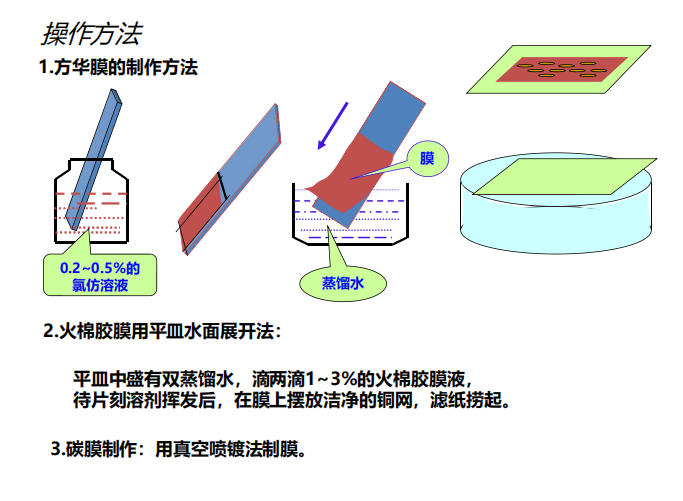 操作方法
1.方华膜的制作方法
膜
0.2~0.5%的
氯仿溶液
蒸馏水
2.火棉胶膜用平皿水面展开法：
平皿中盛有双蒸馏水，滴两滴1~3%的火棉胶膜液，
待片刻溶剂挥发后，在膜上摆放洁净的铜网，滤纸捞起。
3.碳膜制作：用真空喷镀法制膜。